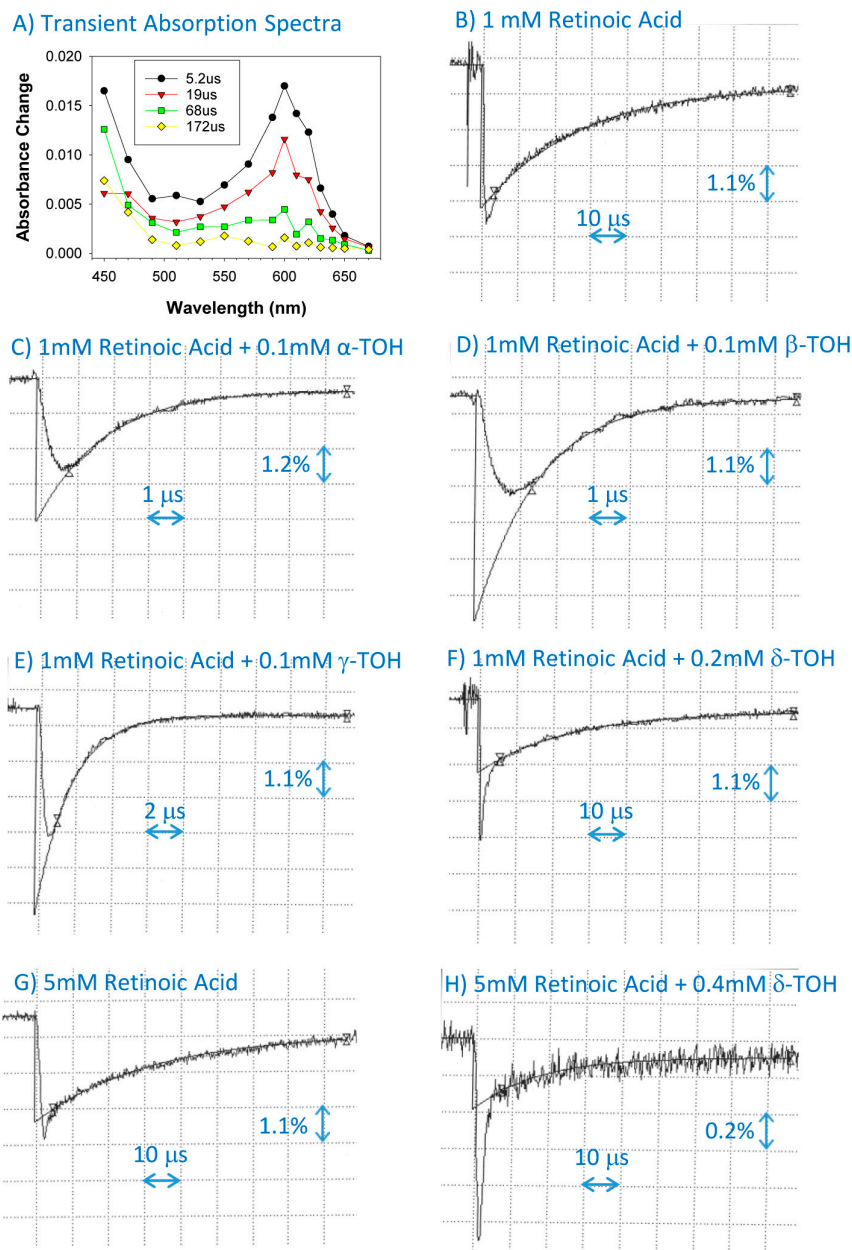 A) Transient Absorption Spectra
0.020
0.015
0.010
0.005
0.000
Absorbance Change
5.2us
19us
68us
172us
450 500 550 600 650
Wavelength (nm)
B) 1 mM Retinoic Acid
1.1%
10 μs
C) 1mM Retinoic Acid + 0.1mM α-TOH
1.2%
1 μs
D) 1mM Retinoic Acid + 0.1mM β-TOH
1.1%
1 μs
E) 1mM Retinoic Acid + 0.1mM γ-TOH
1.1%
2 μs
F) 1mM Retinoic Acid + 0.2mM δ-TOH
1.1%
10 μs
G) 5mM Retinoic Acid
1.1%
10 μs
H) 5mM Retinoic Acid + 0.4mM δ-TOH
0.2%
10 μs